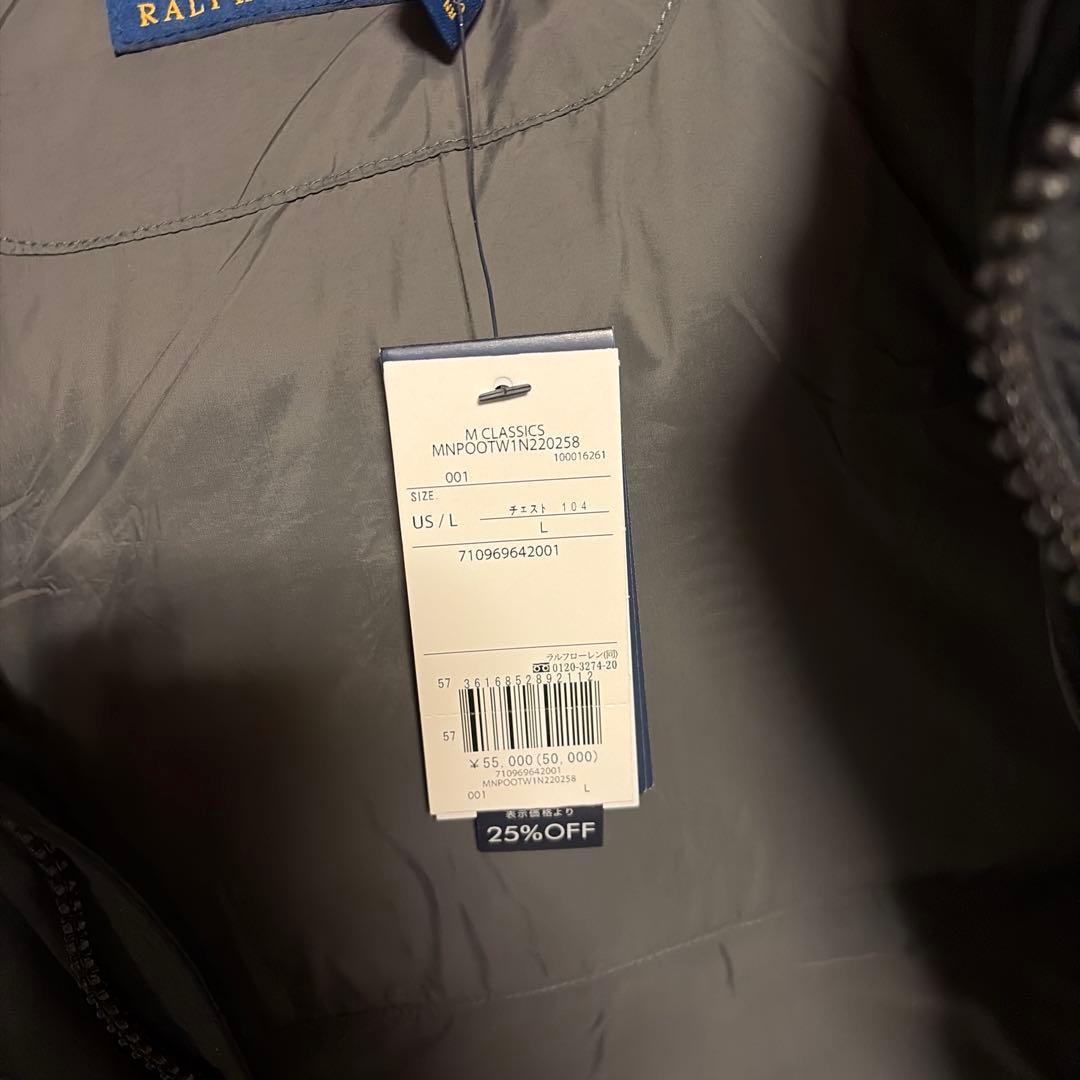 RALPH
M CLASSICS
MNPOOTW1N220258
100016261
001
SIZE.
US / L
チェスト 104
L
710969642001
ラルフローレン(同)
0120-3274-20
57 3616852892112
57
¥55,000(50,000)
710969642001
MNPOOTW1N220258
001 L
表示価格より
25%OFF